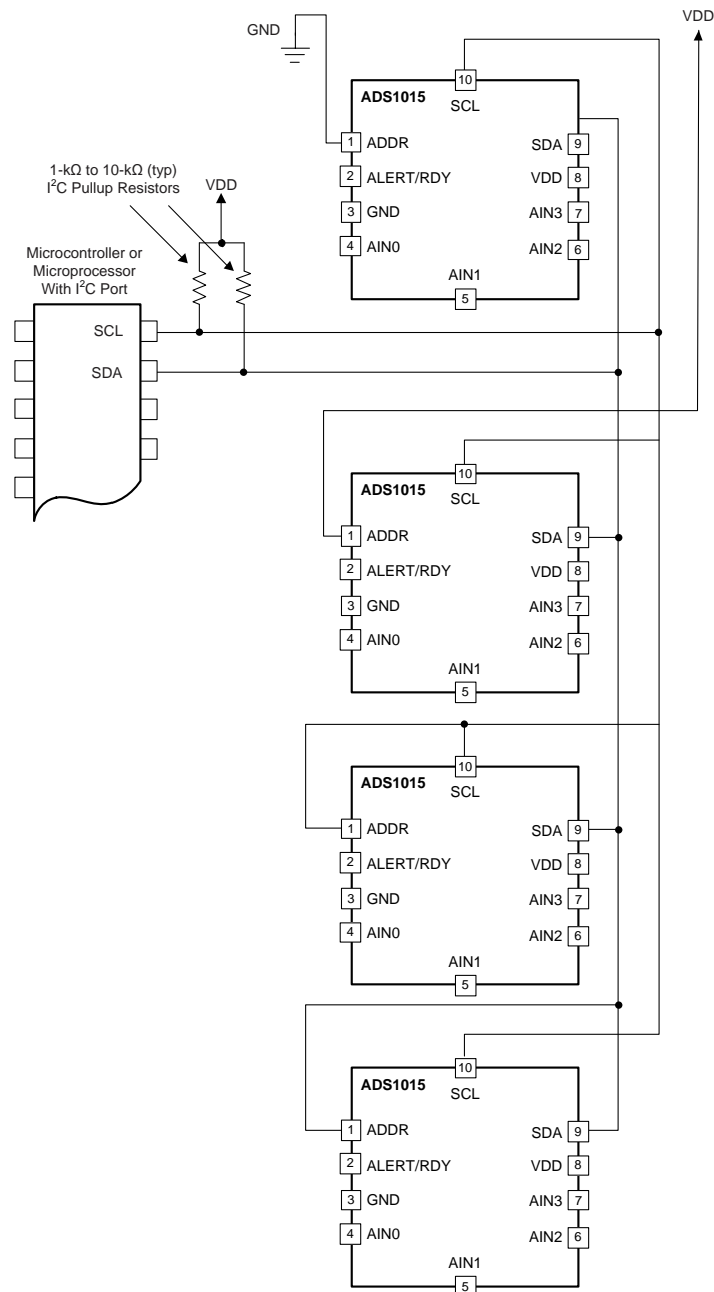 VDD
GND
10
ADS1015
SCL
1 ADDR
SDA 9
2 ALERT/RDY
VDD 8
3 GND
AIN3 7
4 AIN0
AIN2 6
AIN1
5
1-kΩ to 10-kΩ (typ)
I²C Pullup Resistors
VDD
Microcontroller or
Microprocessor
With I²C Port
SCL
SDA
10
ADS1015
SCL
1 ADDR
SDA 9
2 ALERT/RDY
VDD 8
3 GND
AIN3 7
4 AIN0
AIN2 6
AIN1
5
10
ADS1015
SCL
1 ADDR
SDA 9
2 ALERT/RDY
VDD 8
3 GND
AIN3 7
4 AIN0
AIN2 6
AIN1
5
10
ADS1015
SCL
1 ADDR
SDA 9
2 ALERT/RDY
VDD 8
3 GND
AIN3 7
4 AIN0
AIN2 6
AIN1
5